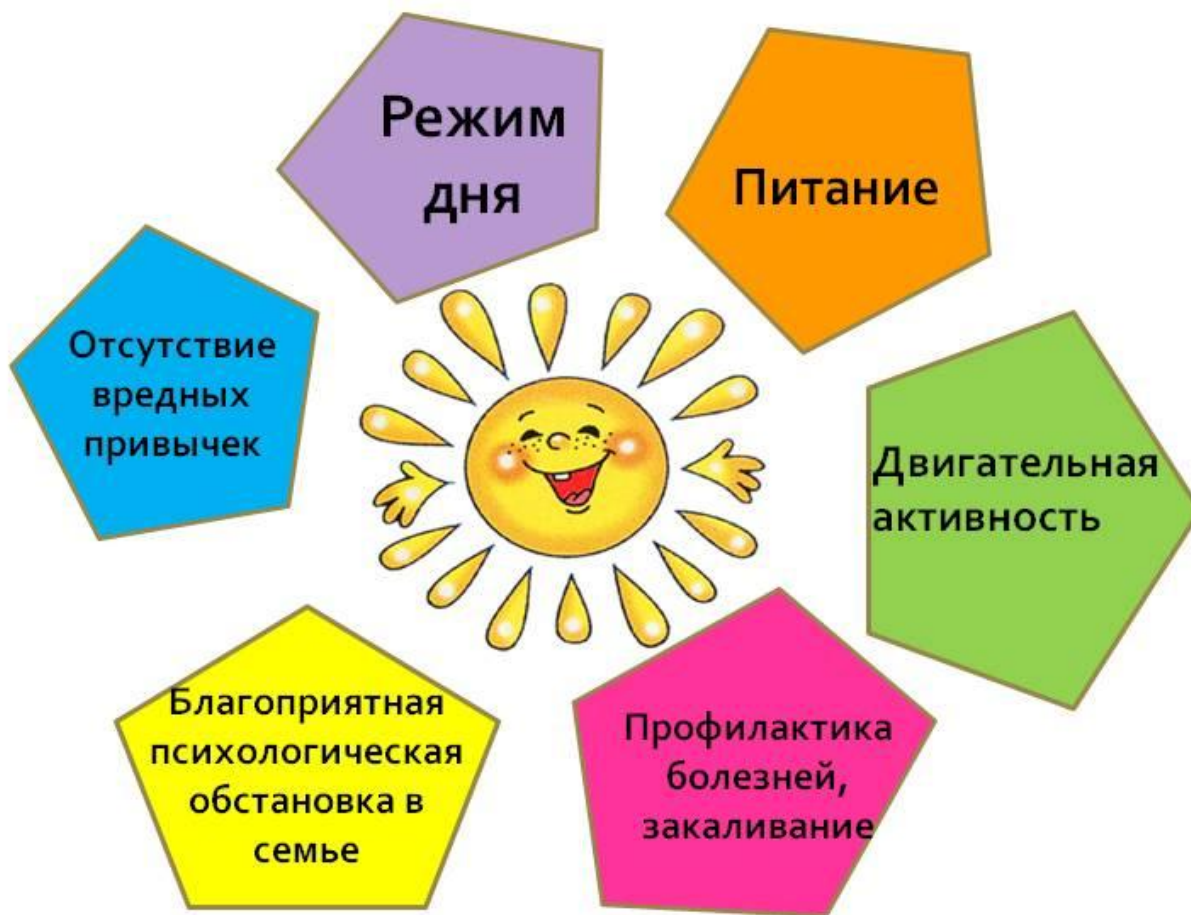 Режим
дня
Питание
Отсутствие
вредных
привычек
Двигательная
активность
Благоприятная
психологическая
обстановка в
семье
Профилактика
болезней,
закаливание